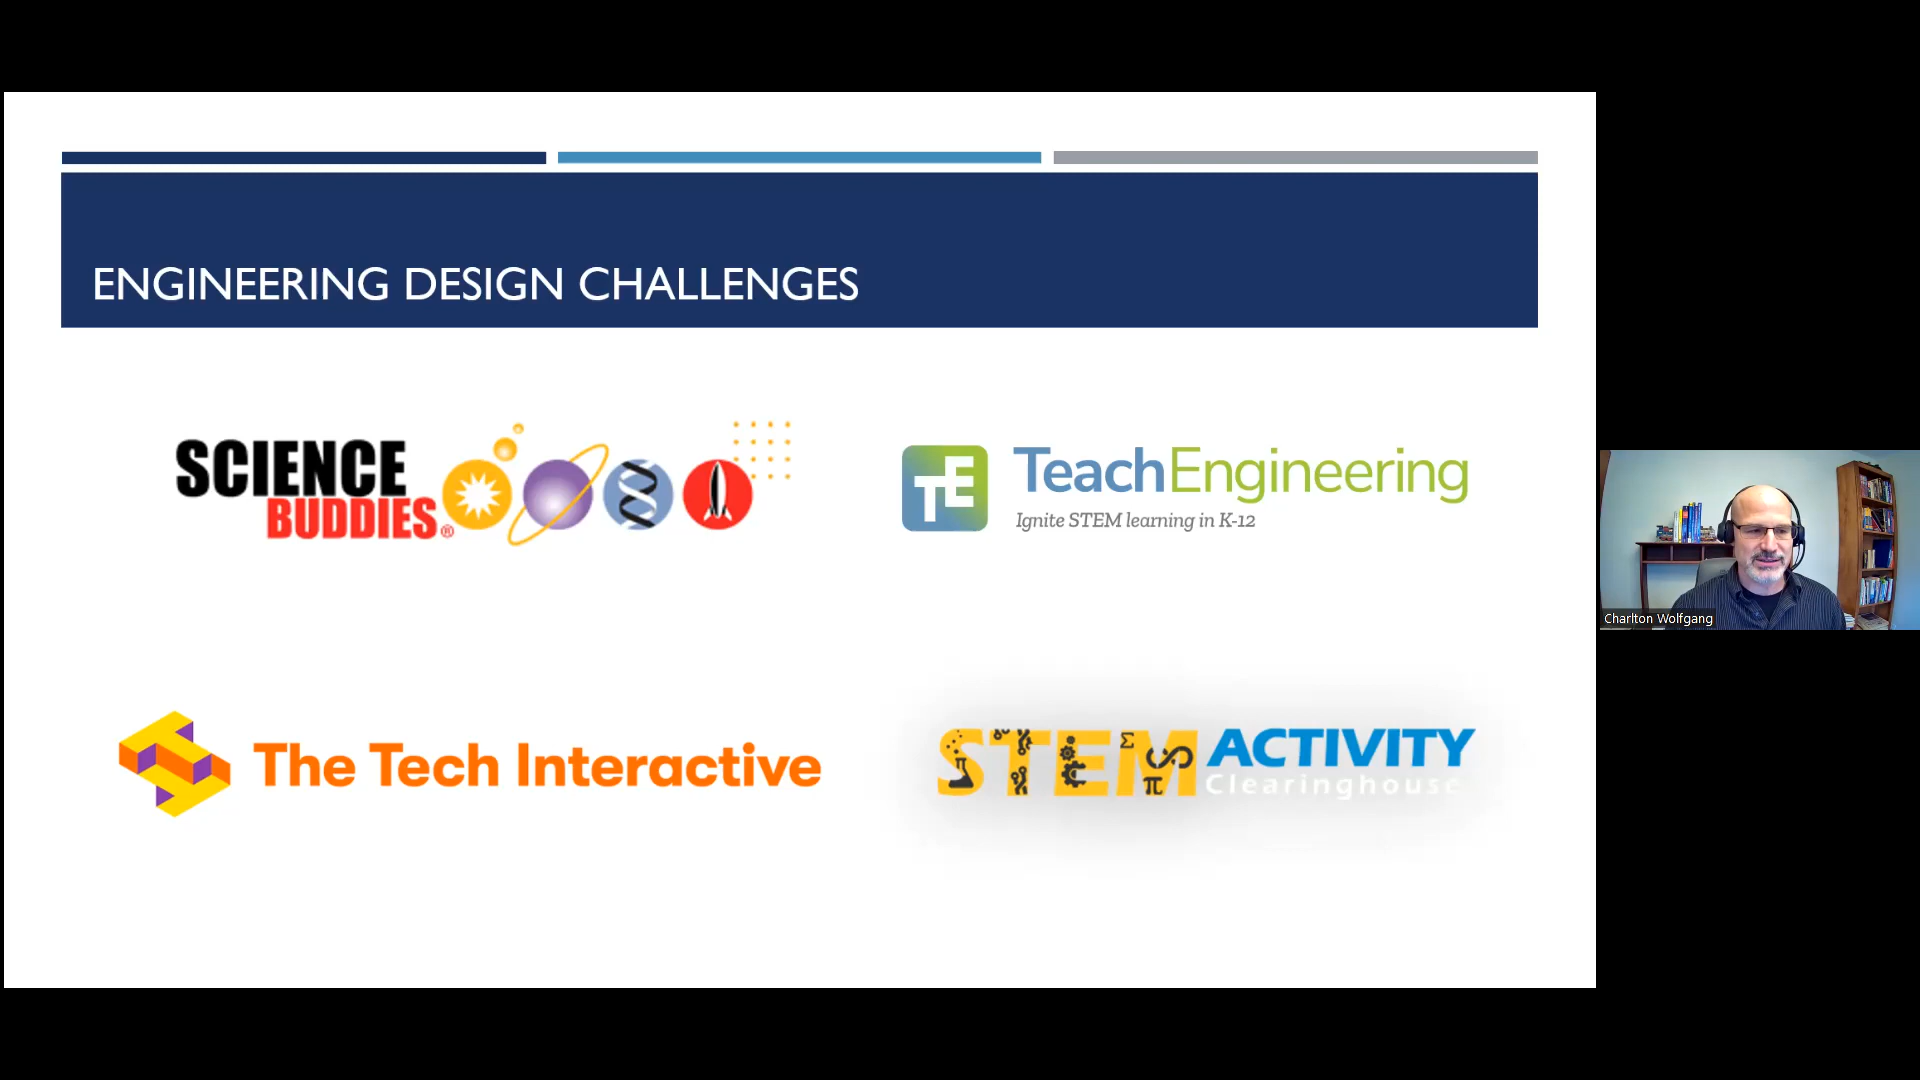 ENGINEERING DESIGN CHALLENGES
SCIENCE
BUDDIES®
TE
TeachEngineering
Ignite STEM learning in K-12
The Tech Interactive
STEM ACTIVITY
Clearinghouse
Charlton Wolfgang